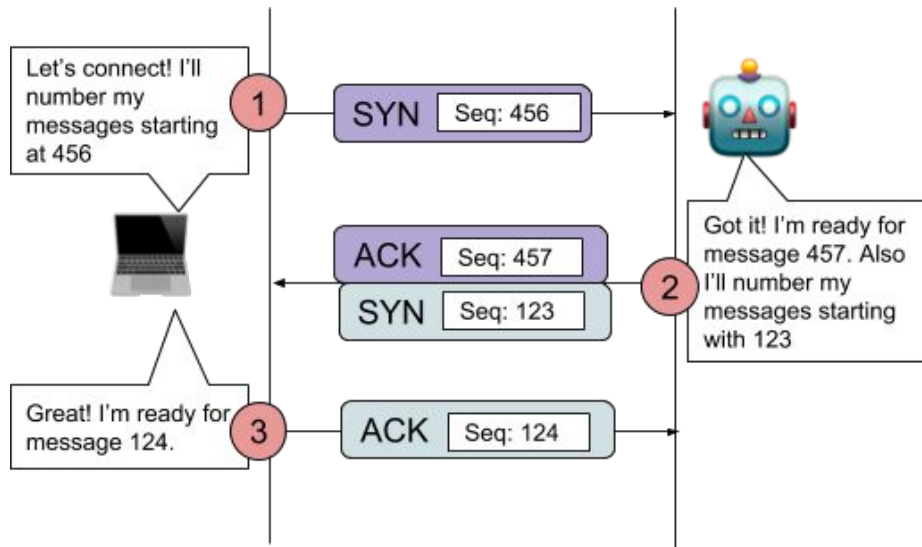 Let's connect! I'll
number my
messages starting
at 456
1
SYN Seq: 456
ACK Seq: 457
SYN Seq: 123
2
Got it! I'm ready for
message 457. Also
I'll number my
messages starting
with 123
Great! I'm ready for
message 124.
3
ACK Seq: 124